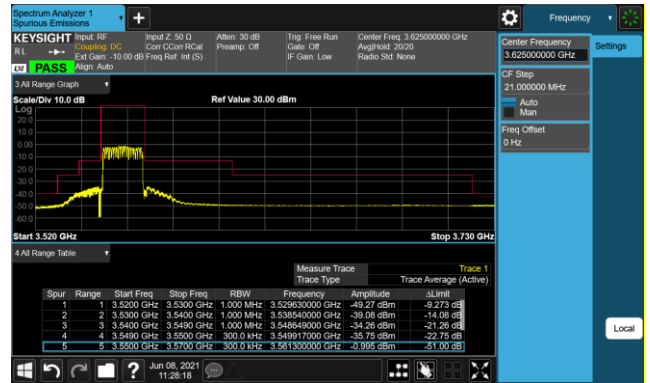 Spectrum Analyzer 1
Spurious Emissions
Frequency
KEYSIGHT
RL
LXI
PASS
Input: RF
Coupling: DC
Ext Gain: -10.00 dB
Align: Auto
Input Z: 50 Ω
Corr CCorr RCal
Freq Ref: Int (S)
Atten: 30 dB
Preamp: Off
Trig: Free Run
Gate: Off
IF Gain: Low
Center Freq: 3.625000000 GHz
Avg|Hold: 20/20
Radio Std: None
Center Frequency
3.625000000 GHz
Settings
CF Step
21.000000 MHz
Auto
Man
Freq Offset
0 Hz
Local
3 All Range Graph
Scale/Div 10.0 dB
Ref Value 30.00 dBm
Log
20.0
10.0
0.00
-10.0
-20.0
-30.0
-40.0
-50.0
-60.0
Start 3.520 GHz
Stop 3.730 GHz
4 All Range Table
Measure Trace Trace 1
Trace Type Trace Average (Active)
Spur Range Start Freq Stop Freq RBW Frequency Amplitude ΔLimit
1 1 3.5200 GHz 3.5300 GHz 1.000 MHz 3.529630000 GHz -49.27 dBm -9.273 dB
2 2 3.5300 GHz 3.5400 GHz 1.000 MHz 3.538540000 GHz -39.08 dBm -14.08 dB
3 3 3.5400 GHz 3.5490 GHz 1.000 MHz 3.548649000 GHz -34.26 dBm -21.26 dB
4 4 3.5490 GHz 3.5500 GHz 300.0 kHz 3.549917000 GHz -35.75 dBm -22.75 dB
5 5 3.5500 GHz 3.5700 GHz 300.0 kHz 3.561300000 GHz -0.995 dBm -51.00 dB
Jun 08, 2021
11:28:18